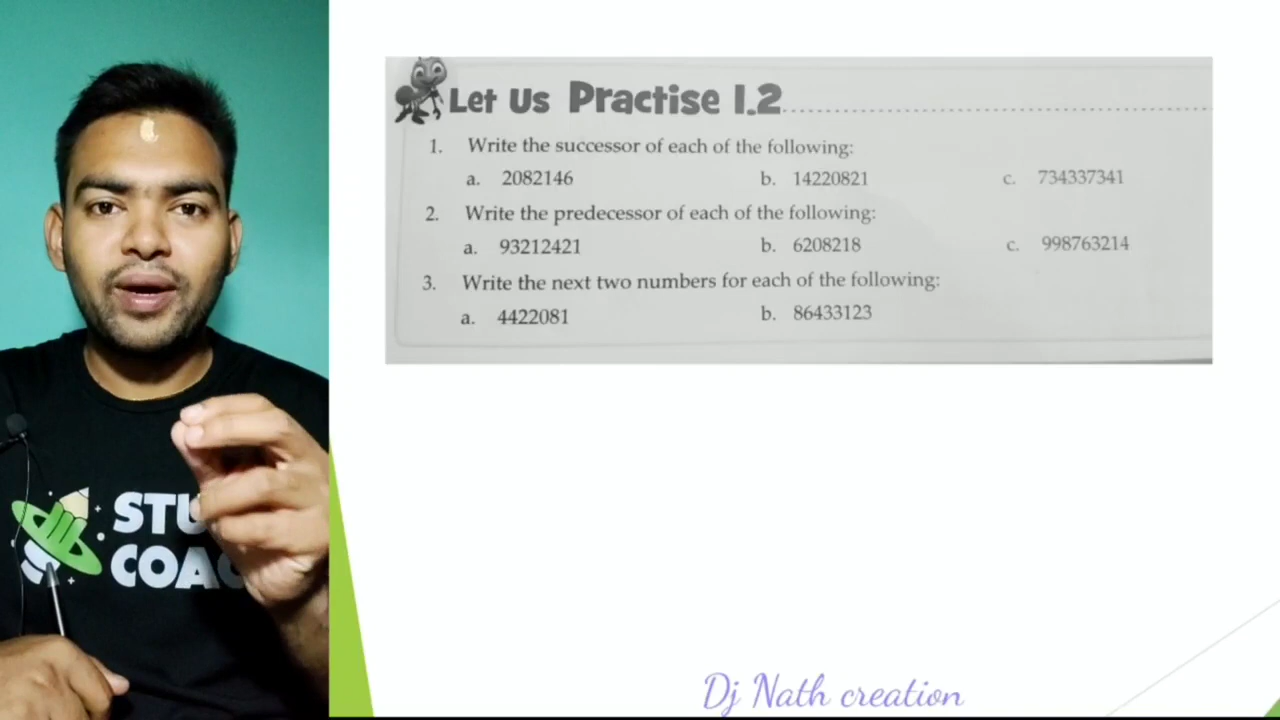 Let Us Practise 1.2
1. Write the successor of each of the following:
a. 2082146 b. 14220821 c. 734337341
2. Write the predecessor of each of the following:
a. 93212421 b. 6208218 c. 998763214
3. Write the next two numbers for each of the following:
a. 4422081 b. 86433123
STU
COA
Dj Nath creation